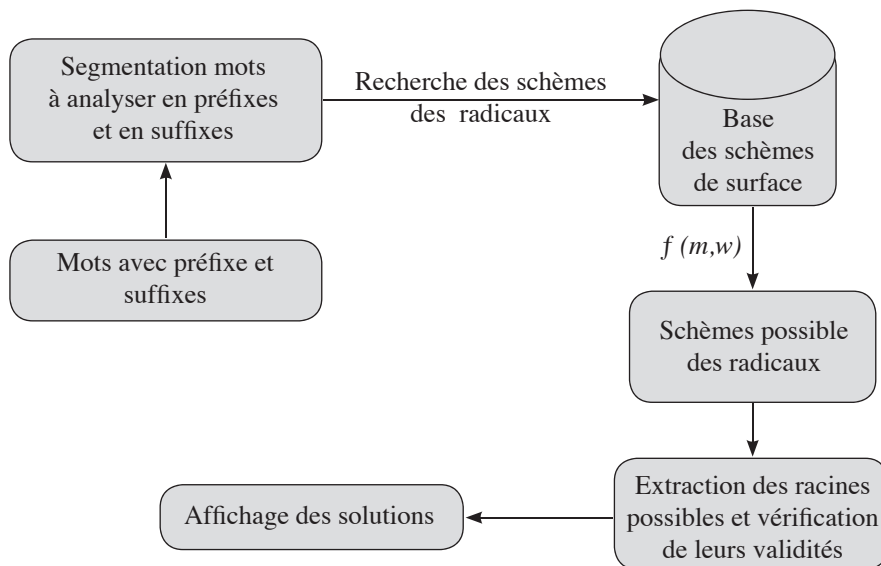 Segmentation mots
à analyser en préfixes
et en suffixes
Recherche des schèmes
des radicaux
Base
des schèmes
de surface
Mots avec préfixe et
suffixes
f (m,w)
Schèmes possible
des radicaux
Extraction des racines
possibles et vérification
de leurs validités
Affichage des solutions